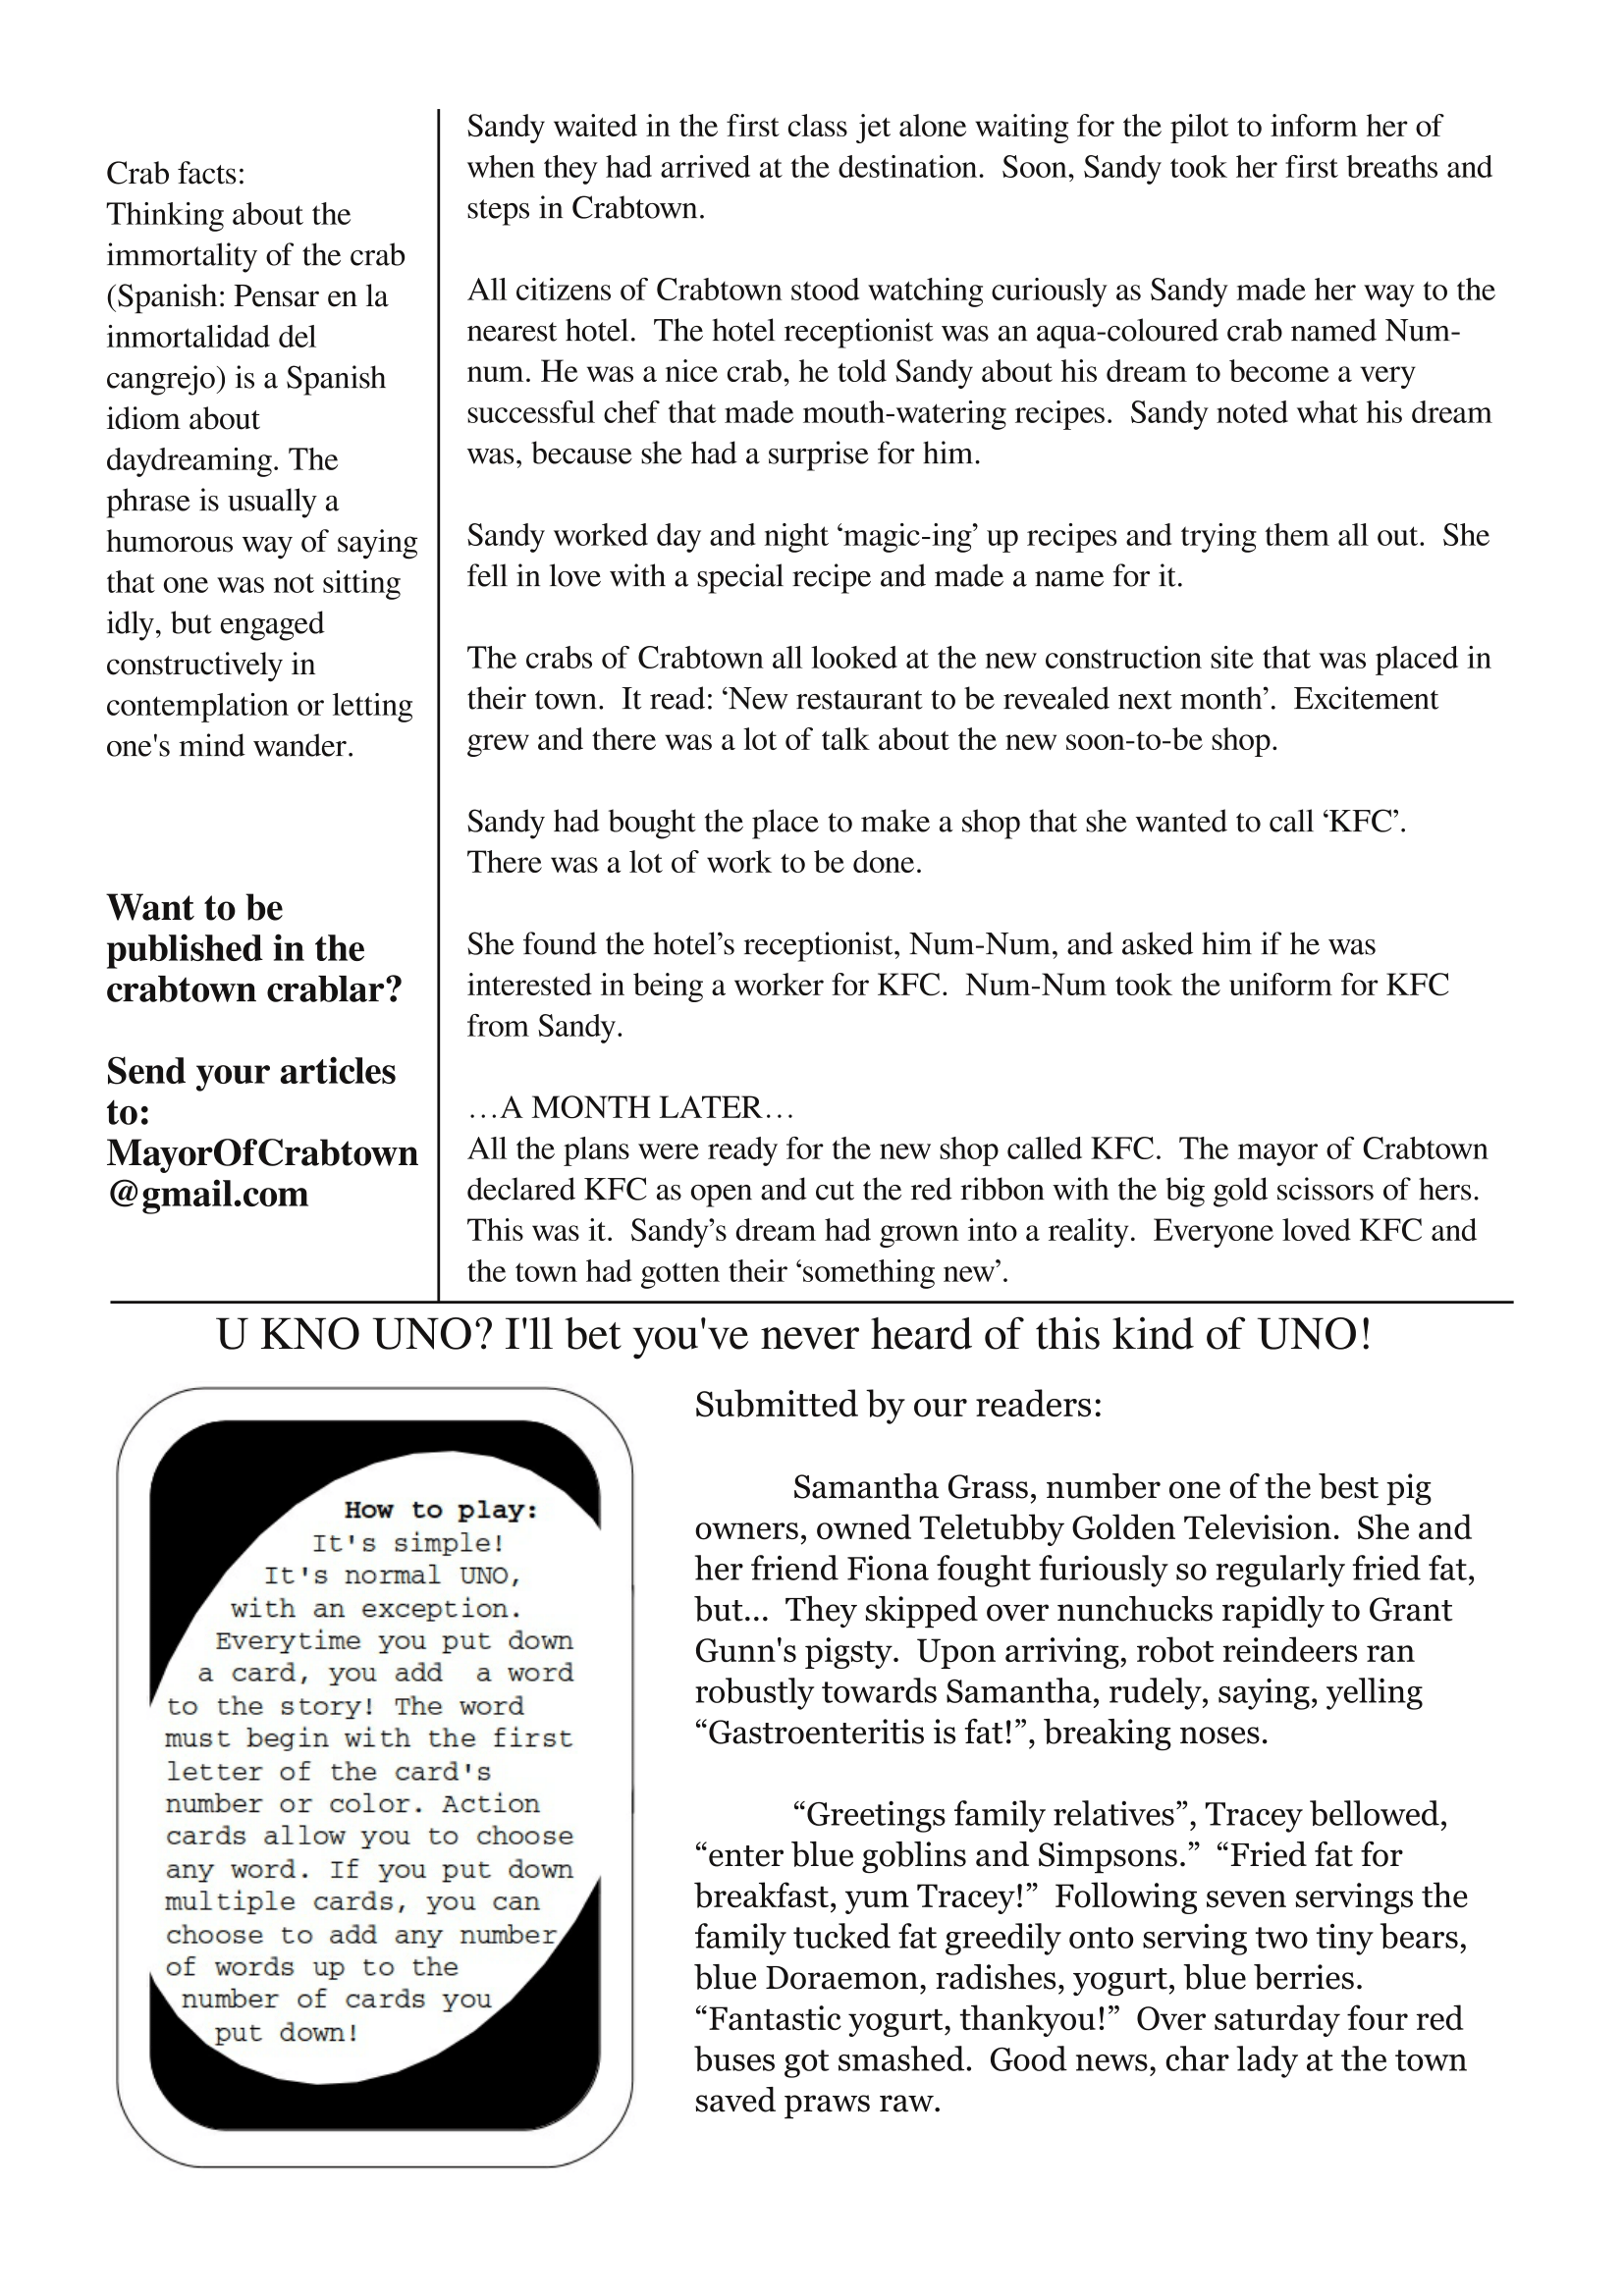 Crab facts:
Thinking about the
immortality of the crab
(Spanish: Pensar en la
inmortalidad del
cangrejo) is a Spanish
idiom about
daydreaming. The
phrase is usually a
humorous way of saying
that one was not sitting
idly, but engaged
constructively in
contemplation or letting
one's mind wander.
Want to be
published in the
crabtown crablar?
Send your articles
to:
MayorOfCrabtown
@gmail.com
Sandy waited in the first class jet alone waiting for the pilot to inform her of
when they had arrived at the destination.  Soon, Sandy took her first breaths and
steps in Crabtown.
All citizens of Crabtown stood watching curiously as Sandy made her way to the
nearest hotel.  The hotel receptionist was an aqua-coloured crab named Num-
num. He was a nice crab, he told Sandy about his dream to become a very
successful chef that made mouth-watering recipes.  Sandy noted what his dream
was, because she had a surprise for him.
Sandy worked day and night ‘magic-ing’ up recipes and trying them all out.  She
fell in love with a special recipe and made a name for it.
The crabs of Crabtown all looked at the new construction site that was placed in
their town.  It read: ‘New restaurant to be revealed next month’.  Excitement
grew and there was a lot of talk about the new soon-to-be shop.
Sandy had bought the place to make a shop that she wanted to call ‘KFC’.
There was a lot of work to be done.
She found the hotel’s receptionist, Num-Num, and asked him if he was
interested in being a worker for KFC.  Num-Num took the uniform for KFC
from Sandy.
…A MONTH LATER…
All the plans were ready for the new shop called KFC.  The mayor of Crabtown
declared KFC as open and cut the red ribbon with the big gold scissors of hers.
This was it.  Sandy’s dream had grown into a reality.  Everyone loved KFC and
the town had gotten their ‘something new’.
U KNO UNO? I'll bet you've never heard of this kind of UNO!
How to play:
It's simple!
It's normal UNO,
with an exception.
Everytime you put down
a card, you add  a word
to the story! The word
must begin with the first
letter of the card's
number or color. Action
cards allow you to choose
any word. If you put down
multiple cards, you can
choose to add any number
of words up to the
number of cards you
put down!
Submitted by our readers:
Samantha Grass, number one of the best pig
owners, owned Teletubby Golden Television.  She and
her friend Fiona fought furiously so regularly fried fat,
but...  They skipped over nunchucks rapidly to Grant
Gunn's pigsty.  Upon arriving, robot reindeers ran
robustly towards Samantha, rudely, saying, yelling
“Gastroenteritis is fat!”, breaking noses.
“Greetings family relatives”, Tracey bellowed,
“enter blue goblins and Simpsons.”  “Fried fat for
breakfast, yum Tracey!”  Following seven servings the
family tucked fat greedily onto serving two tiny bears,
blue Doraemon, radishes, yogurt, blue berries.
“Fantastic yogurt, thankyou!”  Over saturday four red
buses got smashed.  Good news, char lady at the town
saved praws raw.